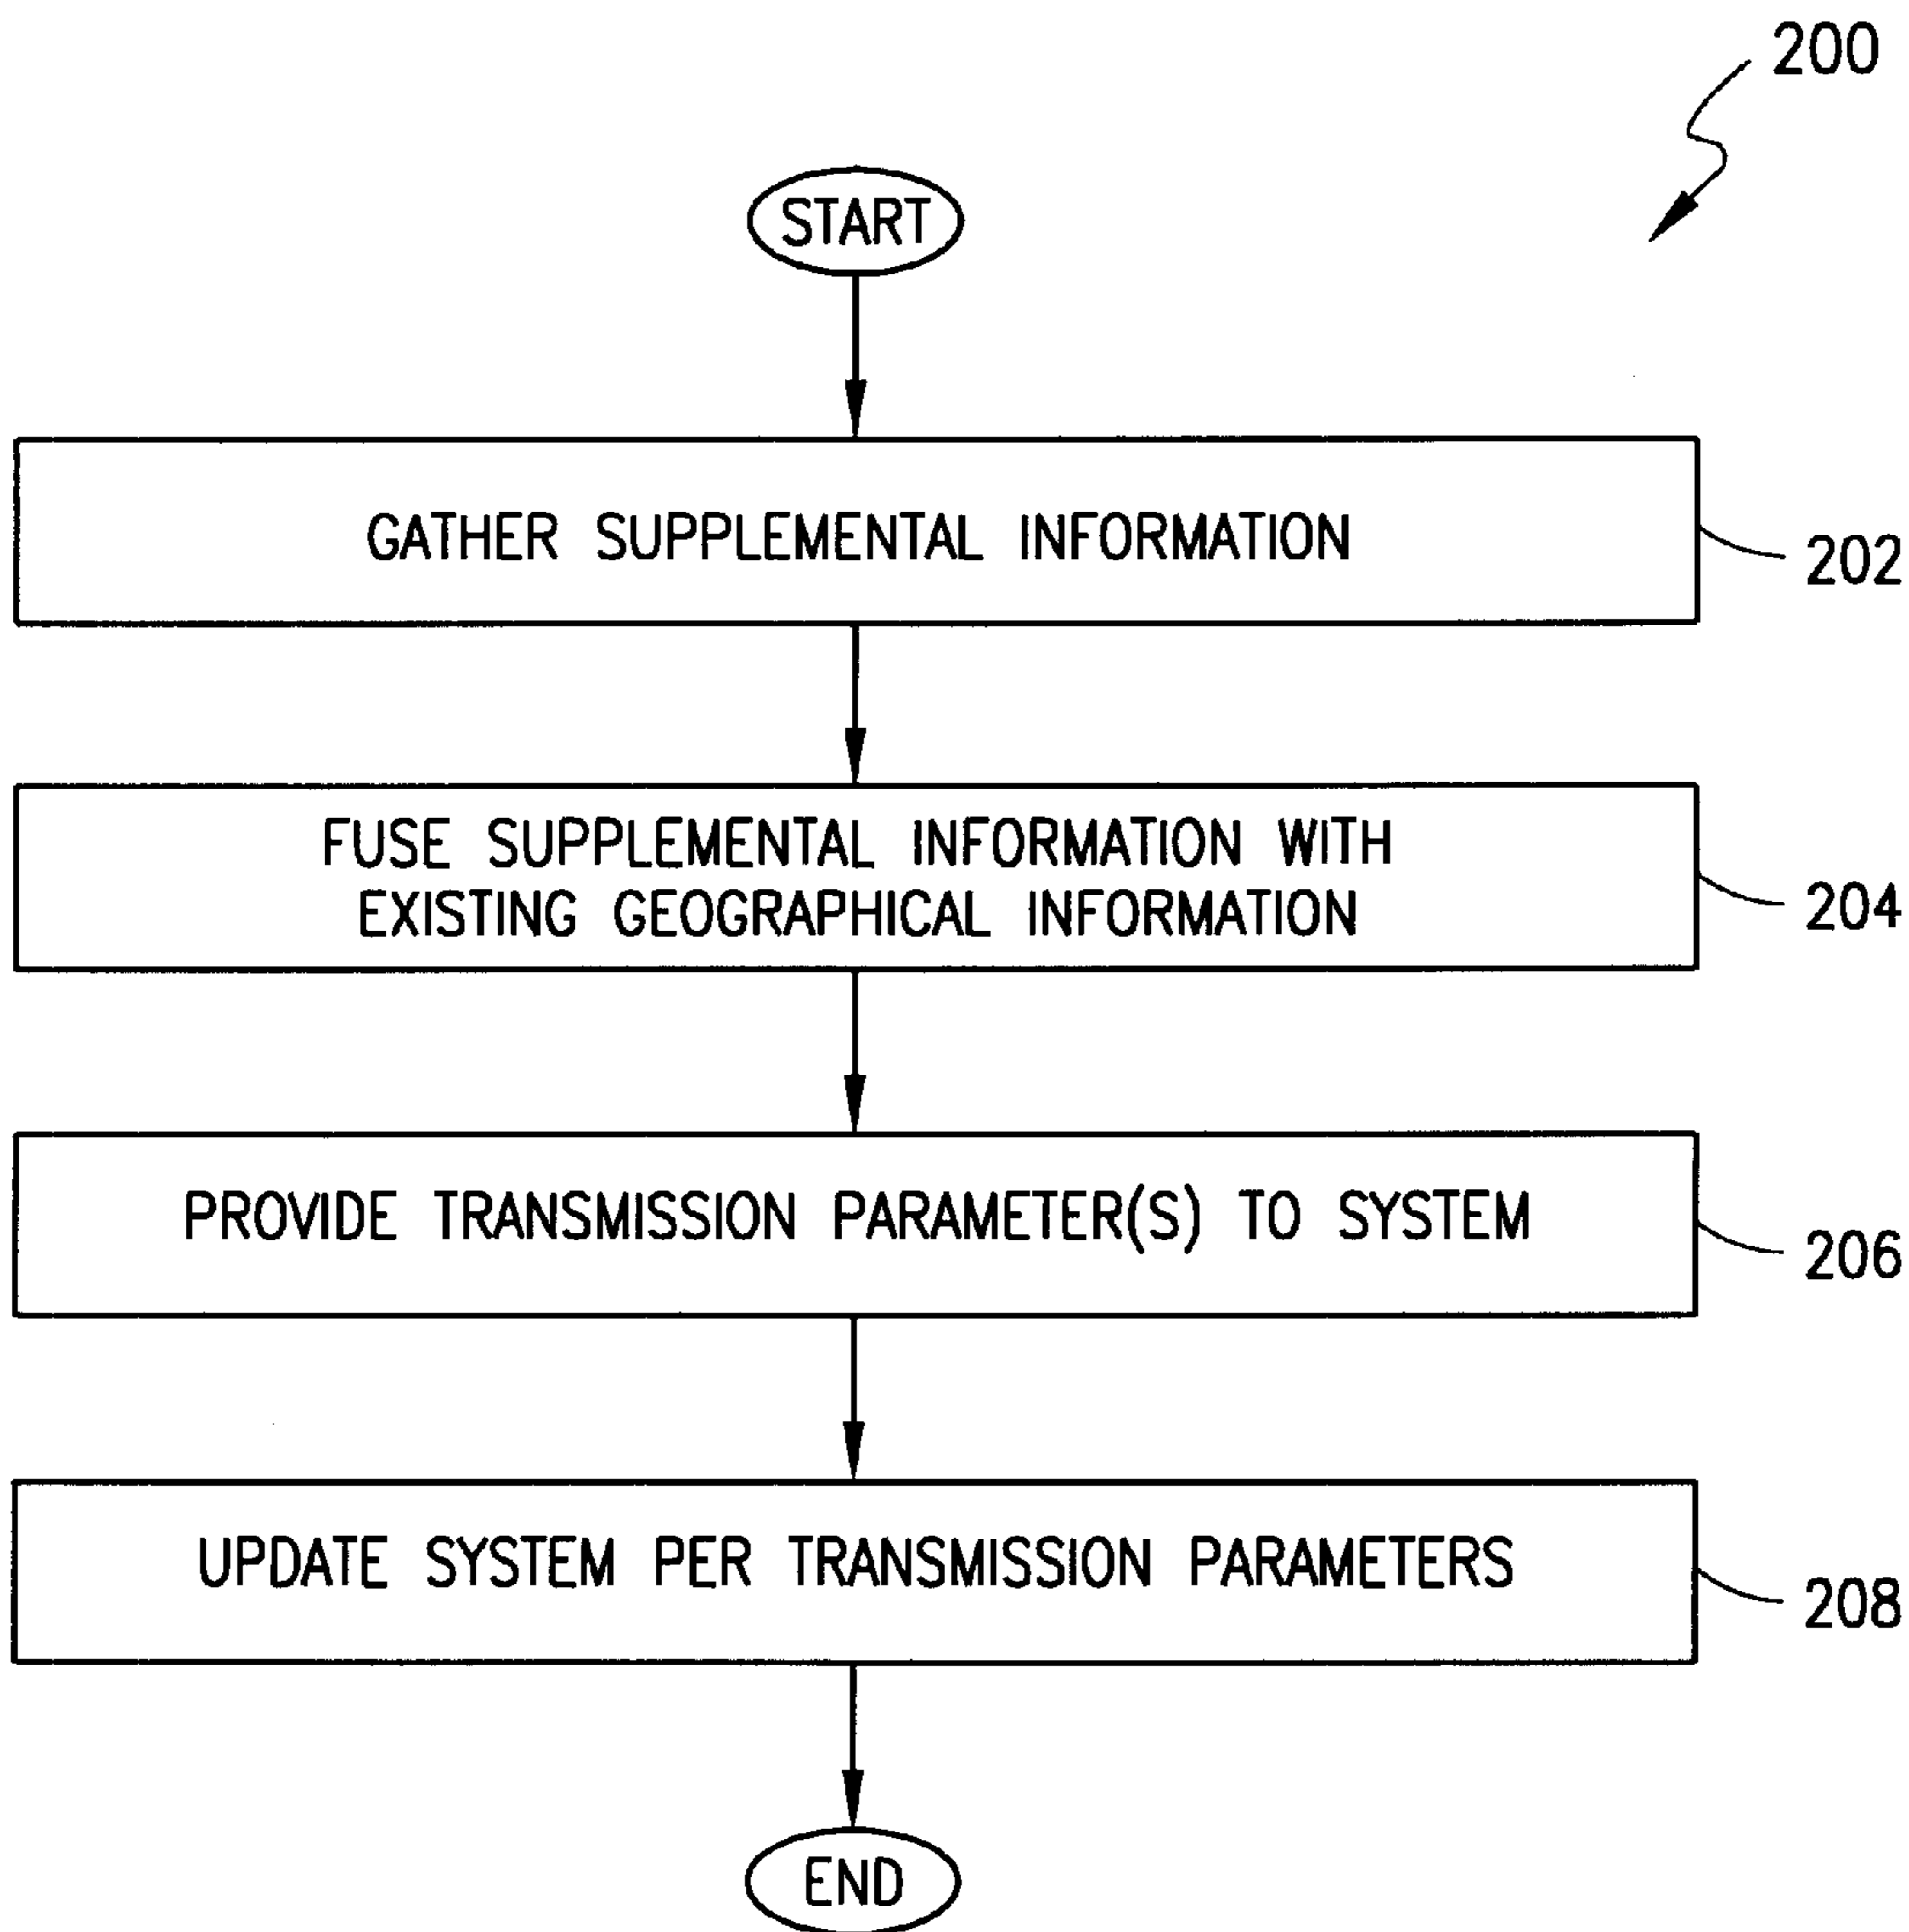 200
START
GATHER SUPPLEMENTAL INFORMATION
202
FUSE SUPPLEMENTAL INFORMATION WITH
EXISTING GEOGRAPHICAL INFORMATION
204
PROVIDE TRANSMISSION PARAMETER(S) TO SYSTEM
206
UPDATE SYSTEM PER TRANSMISSION PARAMETERS
208
END